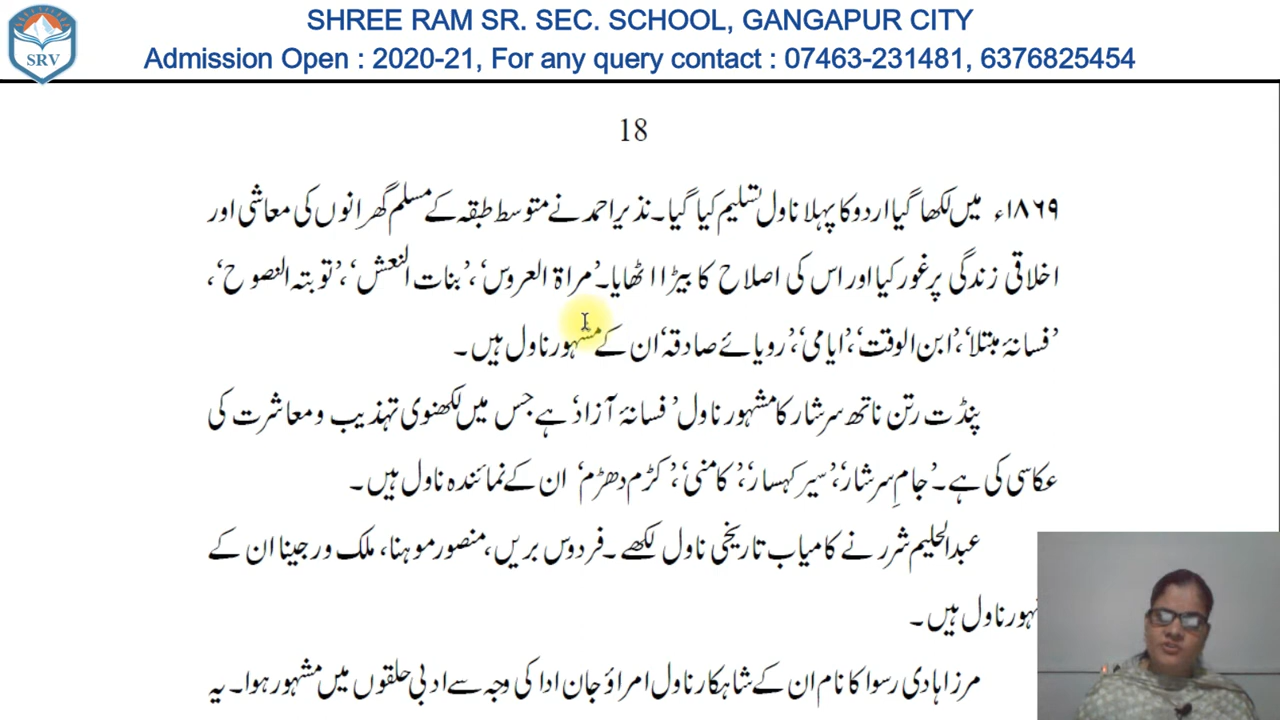 SHREE RAM SR. SEC. SCHOOL, GANGAPUR CITY
SRV
Admission Open : 2020-21, For any query contact : 07463-231481, 6376825454
18
۱۸۶۹ء میں لکھا گیا اردو کا پہلا ناول تسلیم کیا گیا۔ نذیر احمد نے متوسط طبقہ کے مسلم گھرانوں کی معاشی اور
اخلاقی زندگی پر غور کیا اور اس کی اصلاح کا بیڑا اٹھایا۔ ’مراۃ العروس‘، ’بنات النعش‘، ’توبتہ النصوح‘،
’فسانۂ مبتلا‘، ’ابن الوقت‘، ’ایامی‘، ’رویائے صادقہ‘ ان کے مشہور ناول ہیں۔
پنڈت رتن ناتھ سرشار کا مشہور ناول ’فسانۂ آزاد‘ ہے جس میں لکھنوی تہذیب و معاشرت کی
عکاسی کی ہے۔ ’جامِ سرشار‘، ’سیر کہسار‘، ’کامنی‘، ’کڑم دھڑم‘ ان کے نمائندہ ناول ہیں۔
عبدالحلیم شرر نے کامیاب تاریخی ناول لکھے۔ فردوس بریں، منصور موہنا، ملک ورجینا ان کے
ہور ناول ہیں۔
مرزا ہادی رسوا کا نام ان کے شاہکار ناول امراؤ جان ادا کی وجہ سے ادبی حلقوں میں مشہور ہوا۔ یہ